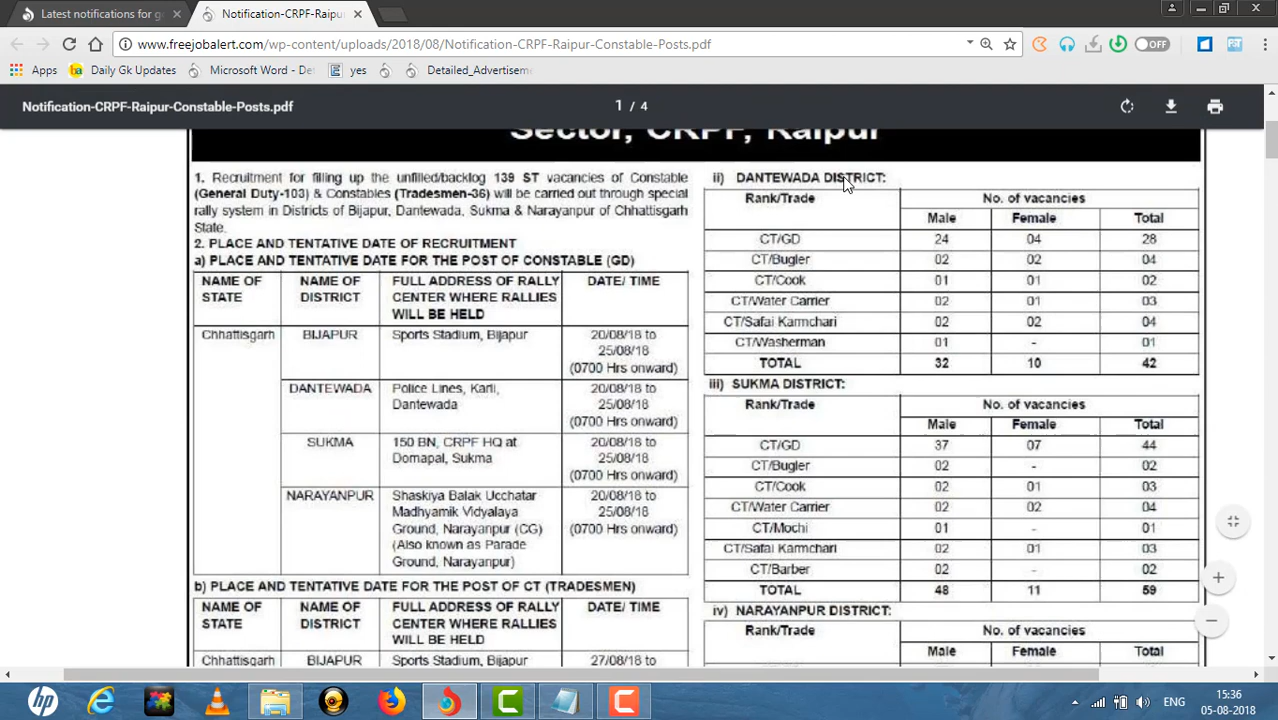 Latest notifications for g
Notification-CRPF-Raipur
www.freejobalert.com/wp-content/uploads/2018/08/Notification-CRPF-Raipur-Constable-Posts.pdf
OFF
Apps
ba Daily Gk Updates
Microsoft Word - De
yes
Detailed_Advertisem
Notification-CRPF-Raipur-Constable-Posts.pdf
1 / 4
Sector, CRPF, Raipur
1. Recruitment for filling up the unfilled/backlog 139 ST vacancies of Constable
(General Duty-103) & Constables (Tradesmen-36) will be carried out through special
rally system in Districts of Bijapur, Dantewada, Sukma & Narayanpur of Chhattisgarh
State.
2. PLACE AND TENTATIVE DATE OF RECRUITMENT
a) PLACE AND TENTATIVE DATE FOR THE POST OF CONSTABLE (GD)
NAME OF STATE NAME OF DISTRICT FULL ADDRESS OF RALLY CENTER WHERE RALLIES WILL BE HELD DATE/ TIME
Chhattisgarh BIJAPUR Sports Stadium, Bijapur 20/08/18 to
25/08/18
(0700 Hrs onward)
DANTEWADA Police Lines, Karli, 20/08/18 to
Dantewada 25/08/18
(0700 Hrs onward)
SUKMA 150 BN, CRPF HQ at 20/08/18 to
Dornapal, Sukma 25/08/18
(0700 Hrs onward)
NARAYANPUR Shaskiya Balak Ucchatar 20/08/18 to
Madhyamik Vidyalaya 25/08/18
Ground, Narayanpur (CG) (0700 Hrs onward)
(Also known as Parade
Ground, Narayanpur)
b) PLACE AND TENTATIVE DATE FOR THE POST OF CT (TRADESMEN)
NAME OF STATE NAME OF DISTRICT FULL ADDRESS OF RALLY CENTER WHERE RALLIES WILL BE HELD DATE/ TIME
Chhattisgarh BIJAPUR Sports Stadium, Bijapur 27/08/18 to
ii) DANTEWADA DISTRICT:
Rank/Trade No. of vacancies
Male Female Total
CT/GD 24 04 28
CT/Bugler 02 02 04
CT/Cook 01 01 02
CT/Water Carrier 02 01 03
CT/Safai Karmchari 02 02 04
CT/Washerman 01 - 01
TOTAL 32 10 42
iii) SUKMA DISTRICT:
Rank/Trade No. of vacancies
Male Female Total
CT/GD 37 07 44
CT/Bugler 02 - 02
CT/Cook 02 01 03
CT/Water Carrier 02 02 04
CT/Mochi 01 - 01
CT/Safai Karmchari 02 01 03
CT/Barber 02 - 02
TOTAL 48 11 59
iv) NARAYANPUR DISTRICT:
Rank/Trade No. of vacancies
Male Female Total
ENG
15:36
05-08-2018